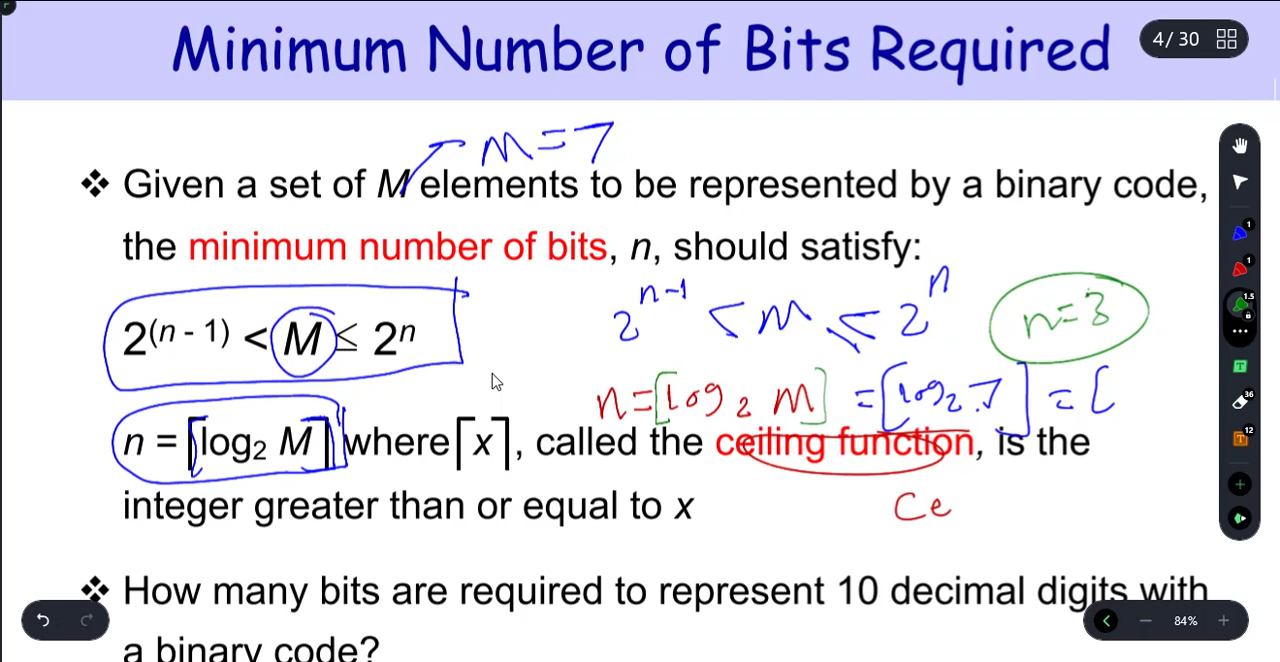 Minimum Number of Bits Required
4 / 30
M=7
❖ Given a set of M elements to be represented by a binary code,
the minimum number of bits, n, should satisfy:
2^(n - 1) < M ≤ 2^n
2^n-1 < M ≤ 2^n
n=3
n=[log2 M] = [log2 7] = [
n = ⌈log2 M⌉ where ⌈x⌉, called the ceiling function, is the
integer greater than or equal to x
Ce
❖ How many bits are required to represent 10 decimal digits with
a binary code?
84%